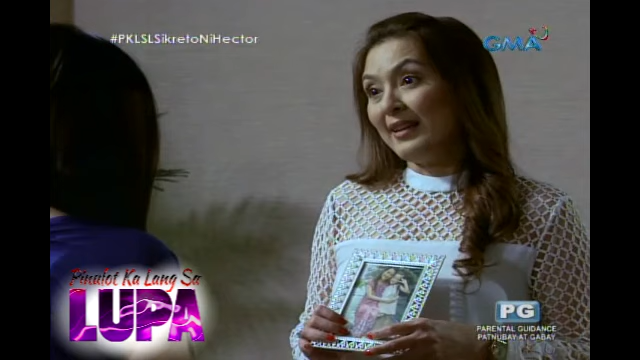 #PKLSLSikretoNiHector
GMA
Pinulot Ka Lang Sa
LUPA
PG
PARENTAL GUIDANCE
PATNUBAY AT GABAY